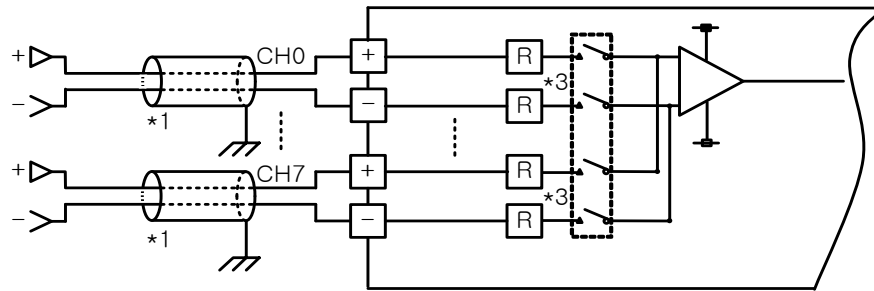 + CH0 + R
*3
- - R
*1
+ CH7 + R
*3
- - R
*1